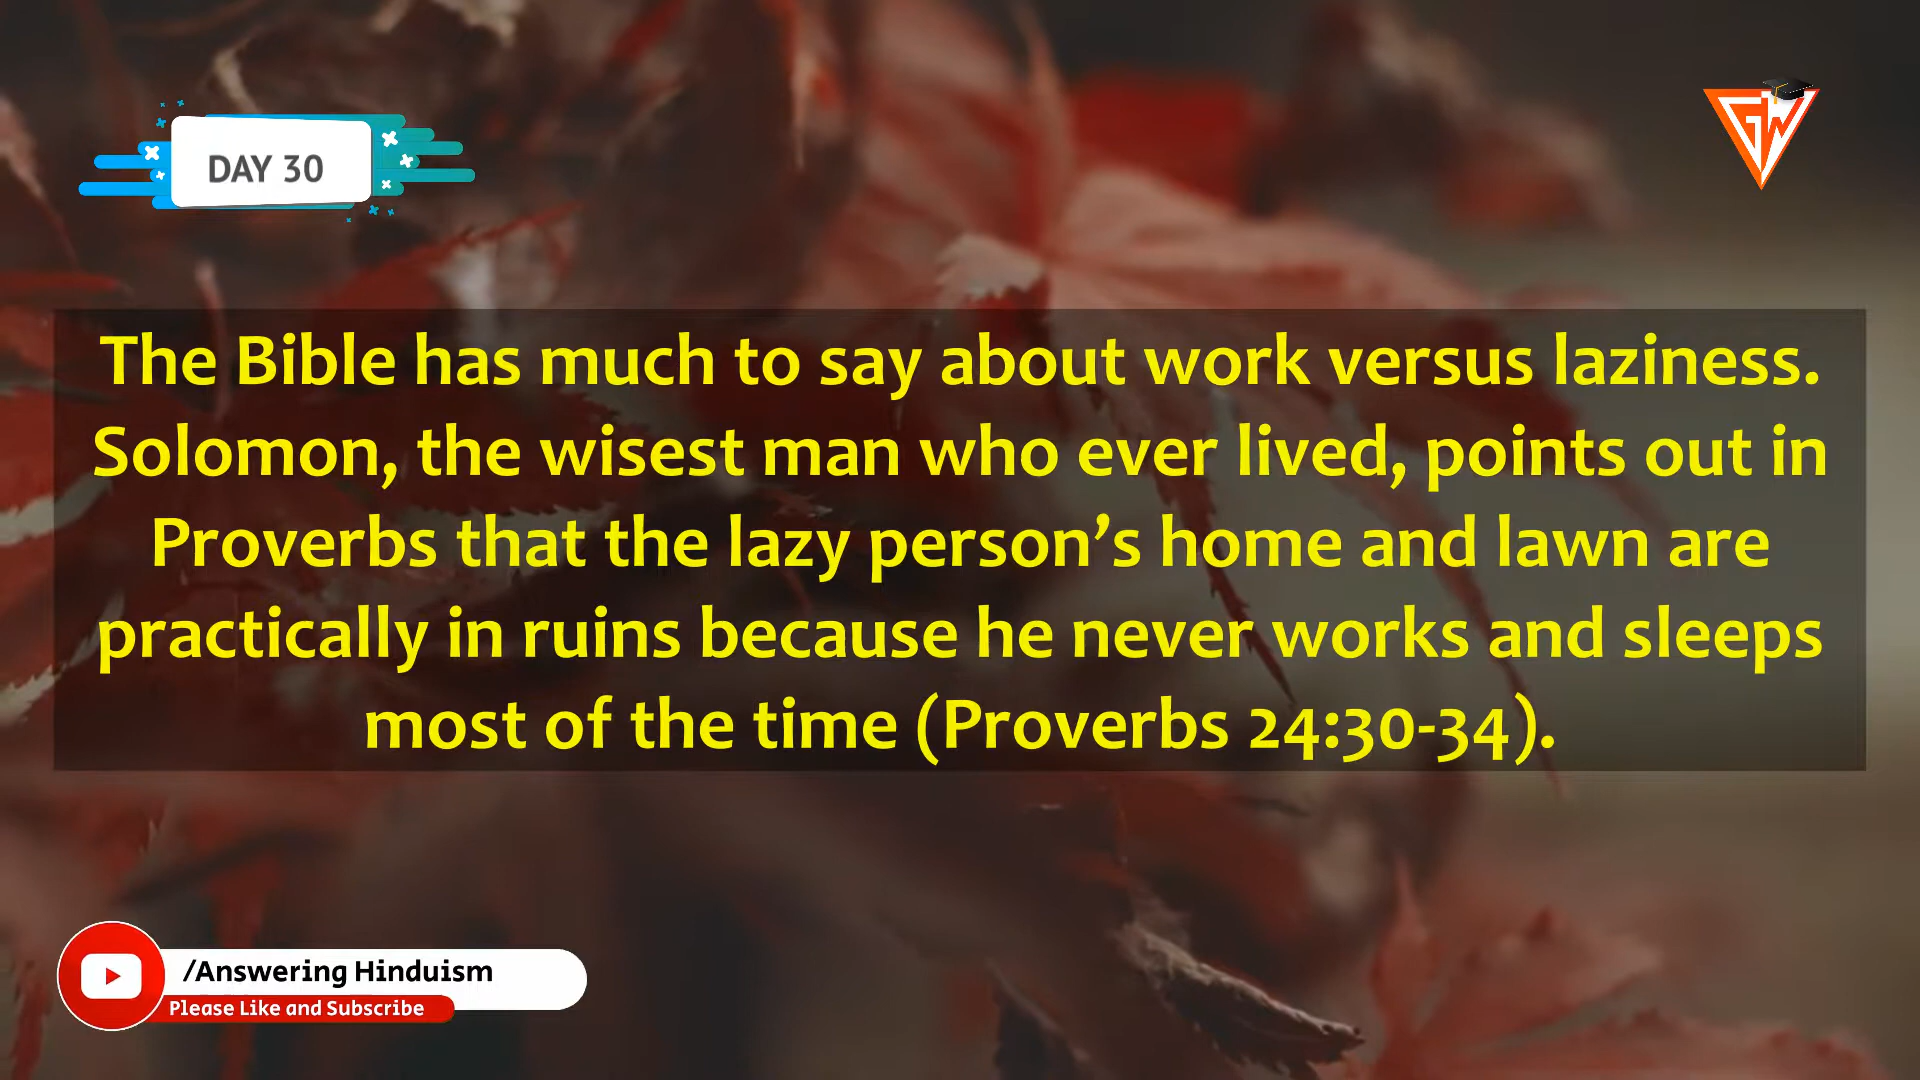 DAY 30
GW
The Bible has much to say about work versus laziness.
Solomon, the wisest man who ever lived, points out in
Proverbs that the lazy person’s home and lawn are
practically in ruins because he never works and sleeps
most of the time (Proverbs 24:30-34).
/Answering Hinduism
Please Like and Subscribe